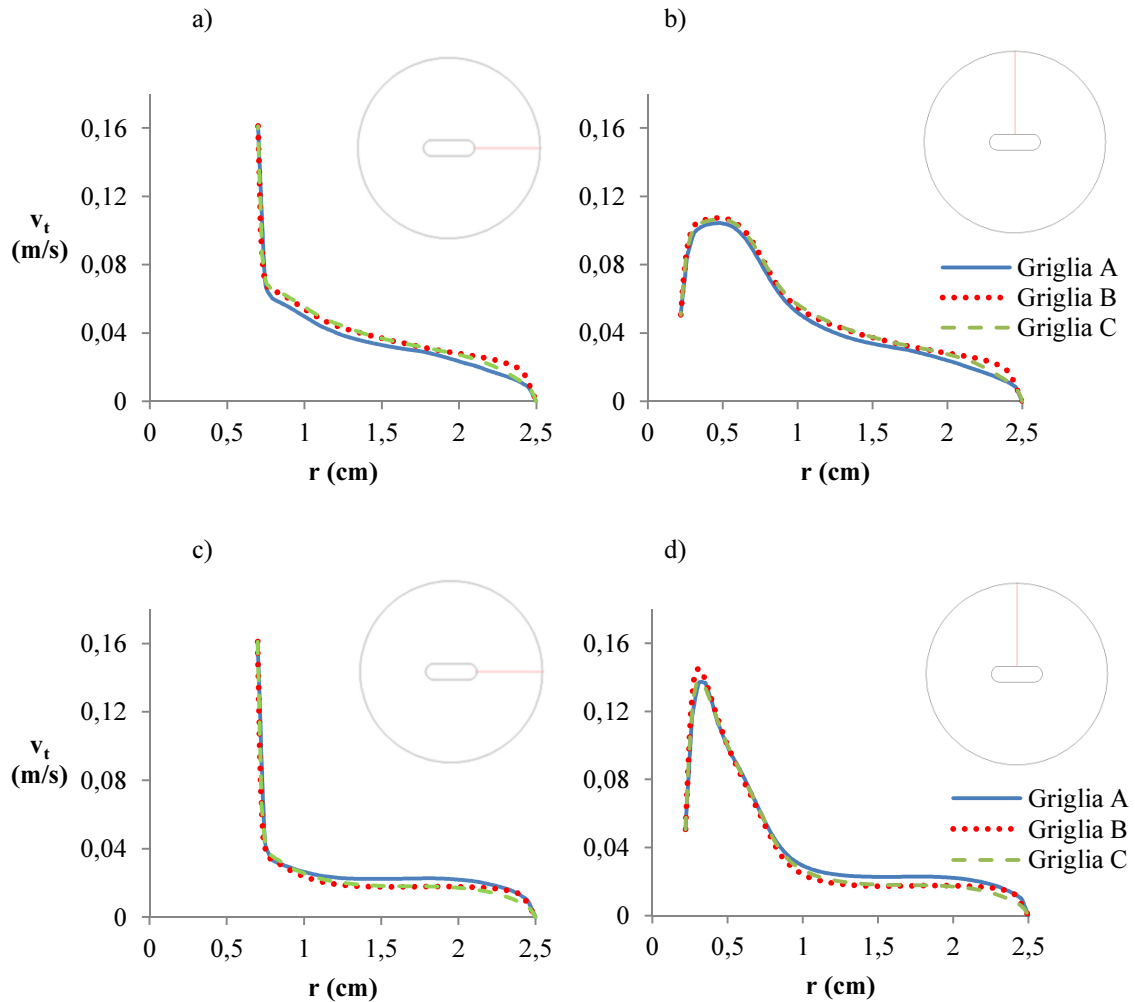 a)
0,16
0,12
0,08
0,04
0
v_t
(m/s)
0 0,5 1 1,5 2 2,5
r (cm)
b)
0,16
0,12
0,08
0,04
0
0 0,5 1 1,5 2 2,5
r (cm)
Griglia A
Griglia B
Griglia C
c)
0,16
0,12
0,08
0,04
0
v_t
(m/s)
0 0,5 1 1,5 2 2,5
r (cm)
d)
0,16
0,12
0,08
0,04
0
0 0,5 1 1,5 2 2,5
r (cm)
Griglia A
Griglia B
Griglia C